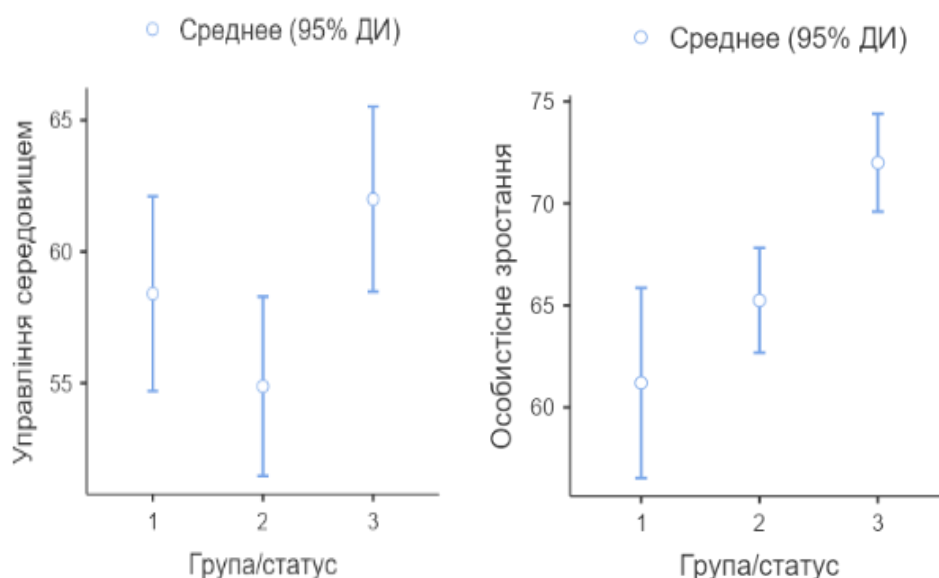 Среднее (95% ДИ)
Управління середовищем
65
60
55
1 2 3
Група/статус
Среднее (95% ДИ)
Особистісне зростання
75
70
65
60
1 2 3
Група/статус